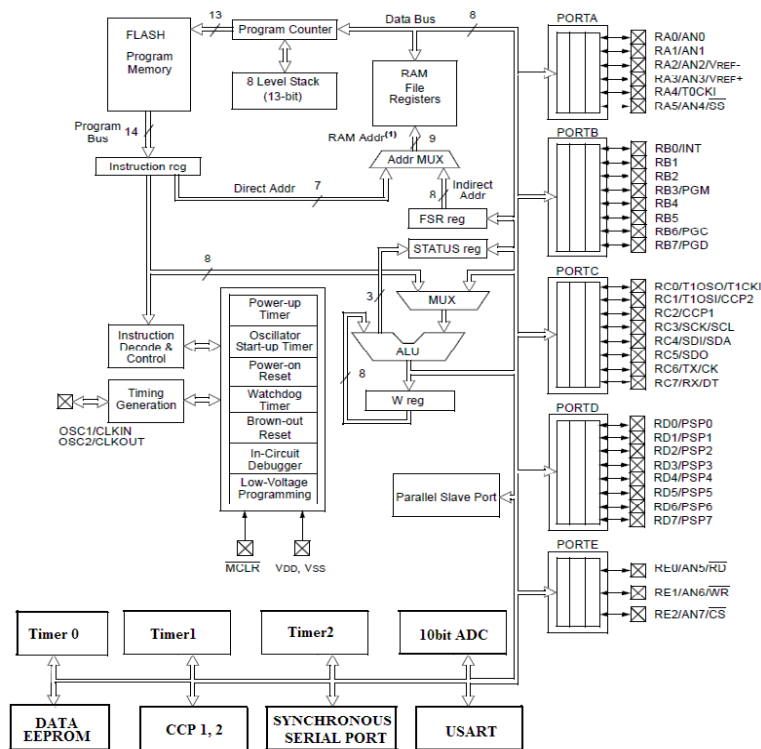 FLASH
Program
Memory
13
Program Counter
Data Bus
8
8 Level Stack
(13-bit)
RAM
File
Registers
Program
Bus
14
RAM Addr(1)
9
Addr MUX
Instruction reg
Direct Addr
7
8
Indirect
Addr
FSR reg
STATUS reg
8
3
MUX
Power-up
Timer
Oscillator
Start-up Timer
Power-on
Reset
Watchdog
Timer
Brown-out
Reset
In-Circuit
Debugger
Low-Voltage
Programming
Instruction
Decode &
Control
Timing
Generation
OSC1/CLKIN
OSC2/CLKOUT
ALU
8
W reg
Parallel Slave Port
MCLR
VDD, VSS
PORTA
RA0/AN0
RA1/AN1
RA2/AN2/VREF-
RA3/AN3/VREF+
RA4/T0CKI
RA5/AN4/SS
PORTB
RB0/INT
RB1
RB2
RB3/PGM
RB4
RB5
RB6/PGC
RB7/PGD
PORTC
RC0/T1OSO/T1CKI
RC1/T1OSI/CCP2
RC2/CCP1
RC3/SCK/SCL
RC4/SDI/SDA
RC5/SDO
RC6/TX/CK
RC7/RX/DT
PORTD
RD0/PSP0
RD1/PSP1
RD2/PSP2
RD3/PSP3
RD4/PSP4
RD5/PSP5
RD6/PSP6
RD7/PSP7
PORTE
RE0/AN5/RD
RE1/AN6/WR
RE2/AN7/CS
Timer 0
Timer1
Timer2
10bit ADC
DATA
EEPROM
CCP 1, 2
SYNCHRONOUS
SERIAL PORT
USART